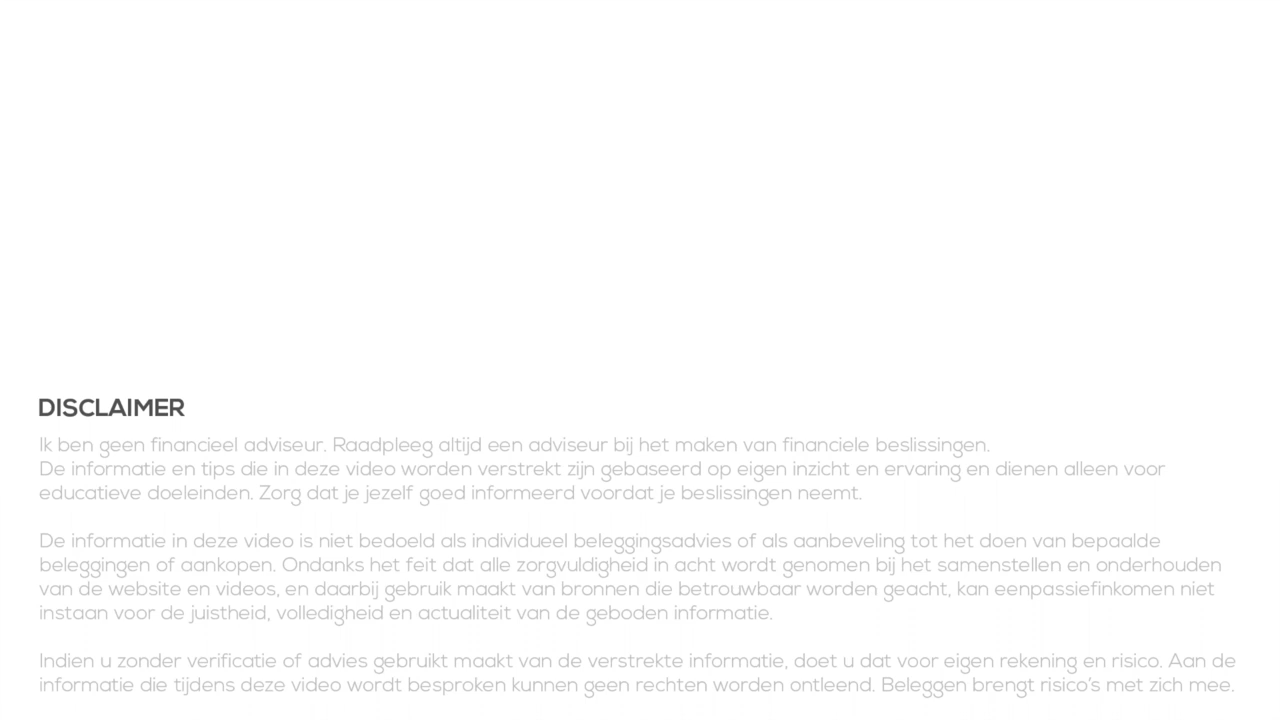 DISCLAIMER
Ik ben geen financieel adviseur. Raadpleeg altijd een adviseur bij het maken van financiele beslissingen.
De informatie en tips die in deze video worden verstrekt zijn gebaseerd op eigen inzicht en ervaring en dienen alleen voor
educatieve doeleinden. Zorg dat je jezelf goed informeerd voordat je beslissingen neemt.
De informatie in deze video is niet bedoeld als individueel beleggingsadvies of als aanbeveling tot het doen van bepaalde
beleggingen of aankopen. Ondanks het feit dat alle zorgvuldigheid in acht wordt genomen bij het samenstellen en onderhouden
van de website en videos, en daarbij gebruik maakt van bronnen die betrouwbaar worden geacht, kan eenpassiefinkomen niet
instaan voor de juistheid, volledigheid en actualiteit van de geboden informatie.
Indien u zonder verificatie of advies gebruikt maakt van de verstrekte informatie, doet u dat voor eigen rekening en risico. Aan de
informatie die tijdens deze video wordt besproken kunnen geen rechten worden ontleend. Beleggen brengt risico's met zich mee.